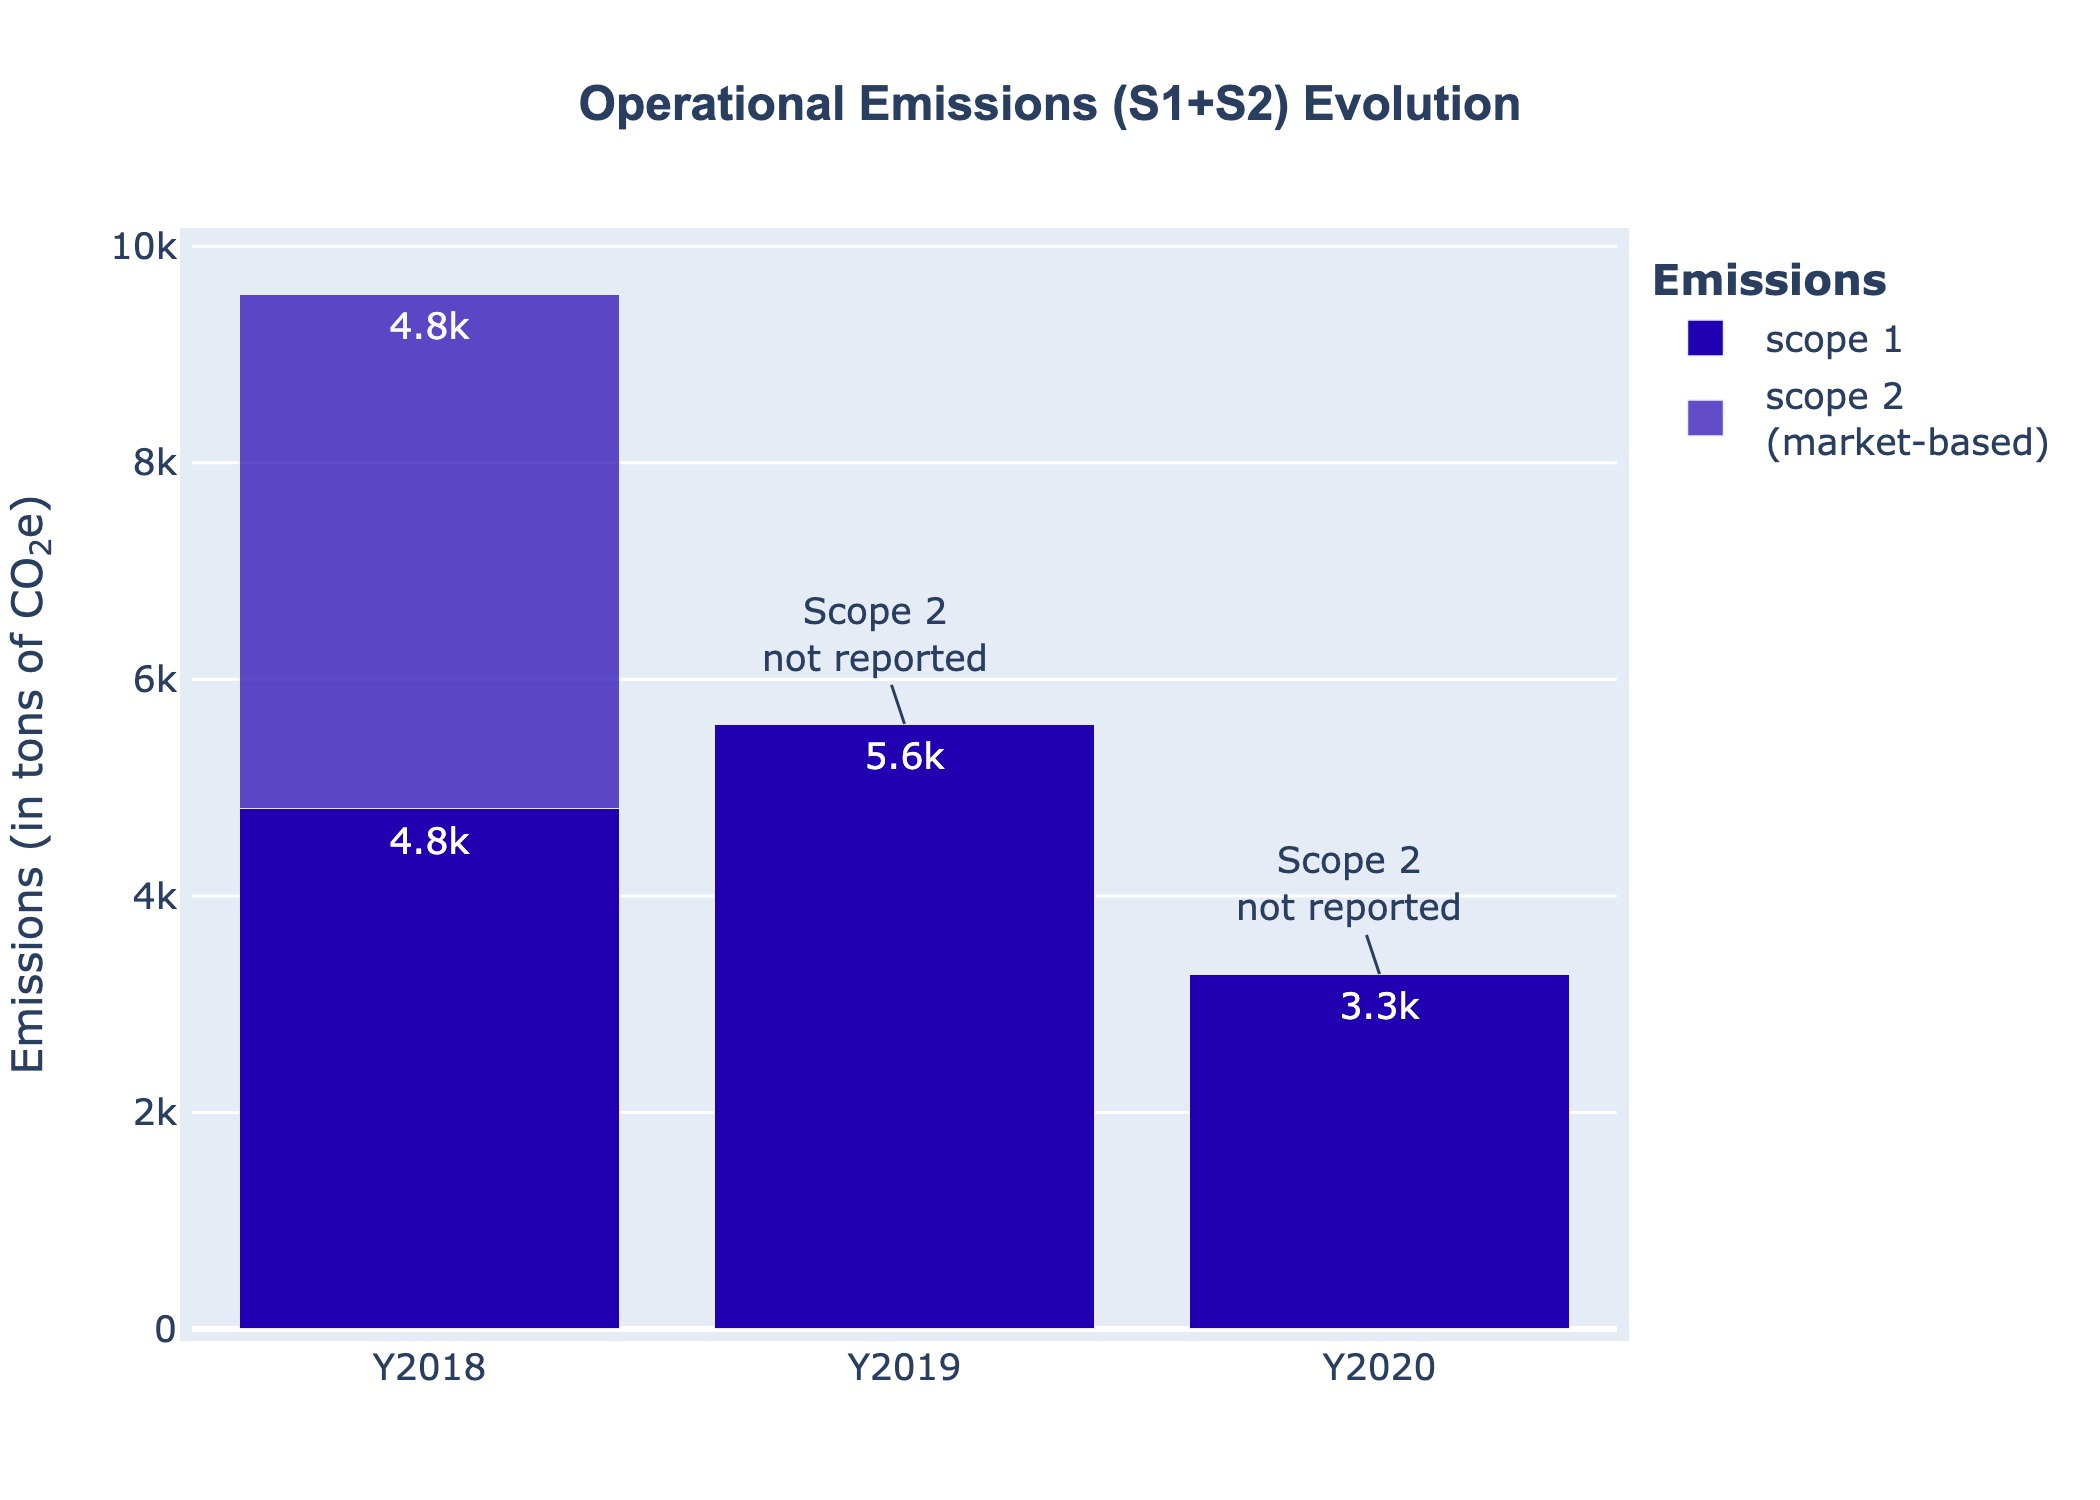 Operational Emissions (S1+S2) Evolution
Emissions (in tons of CO₂e)
10k
8k
6k
4k
2k
0
4.8k
4.8k
Scope 2
not reported
5.6k
Scope 2
not reported
3.3k
Y2018
Y2019
Y2020
Emissions
scope 1
scope 2
(market-based)